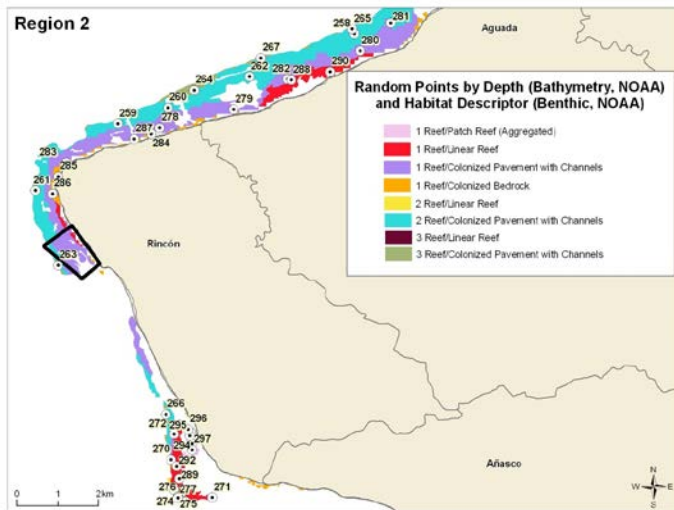 Region 2
258
265
281
Aguada
267
280
262
282
288
290
264
260
279
259
278
287
284
283
285
261
286
263
Rincón
Random Points by Depth (Bathymetry, NOAA)
and Habitat Descriptor (Benthic, NOAA)
1 Reef/Patch Reef (Aggregated)
1 Reef/Linear Reef
1 Reef/Colonized Pavement with Channels
1 Reef/Colonized Bedrock
2 Reef/Linear Reef
2 Reef/Colonized Pavement with Channels
3 Reef/Linear Reef
3 Reef/Colonized Pavement with Channels
266
272
295
296
297
294
270
292
289
276
277
271
274
275
Añasco
0 1 2km
N
W E
S